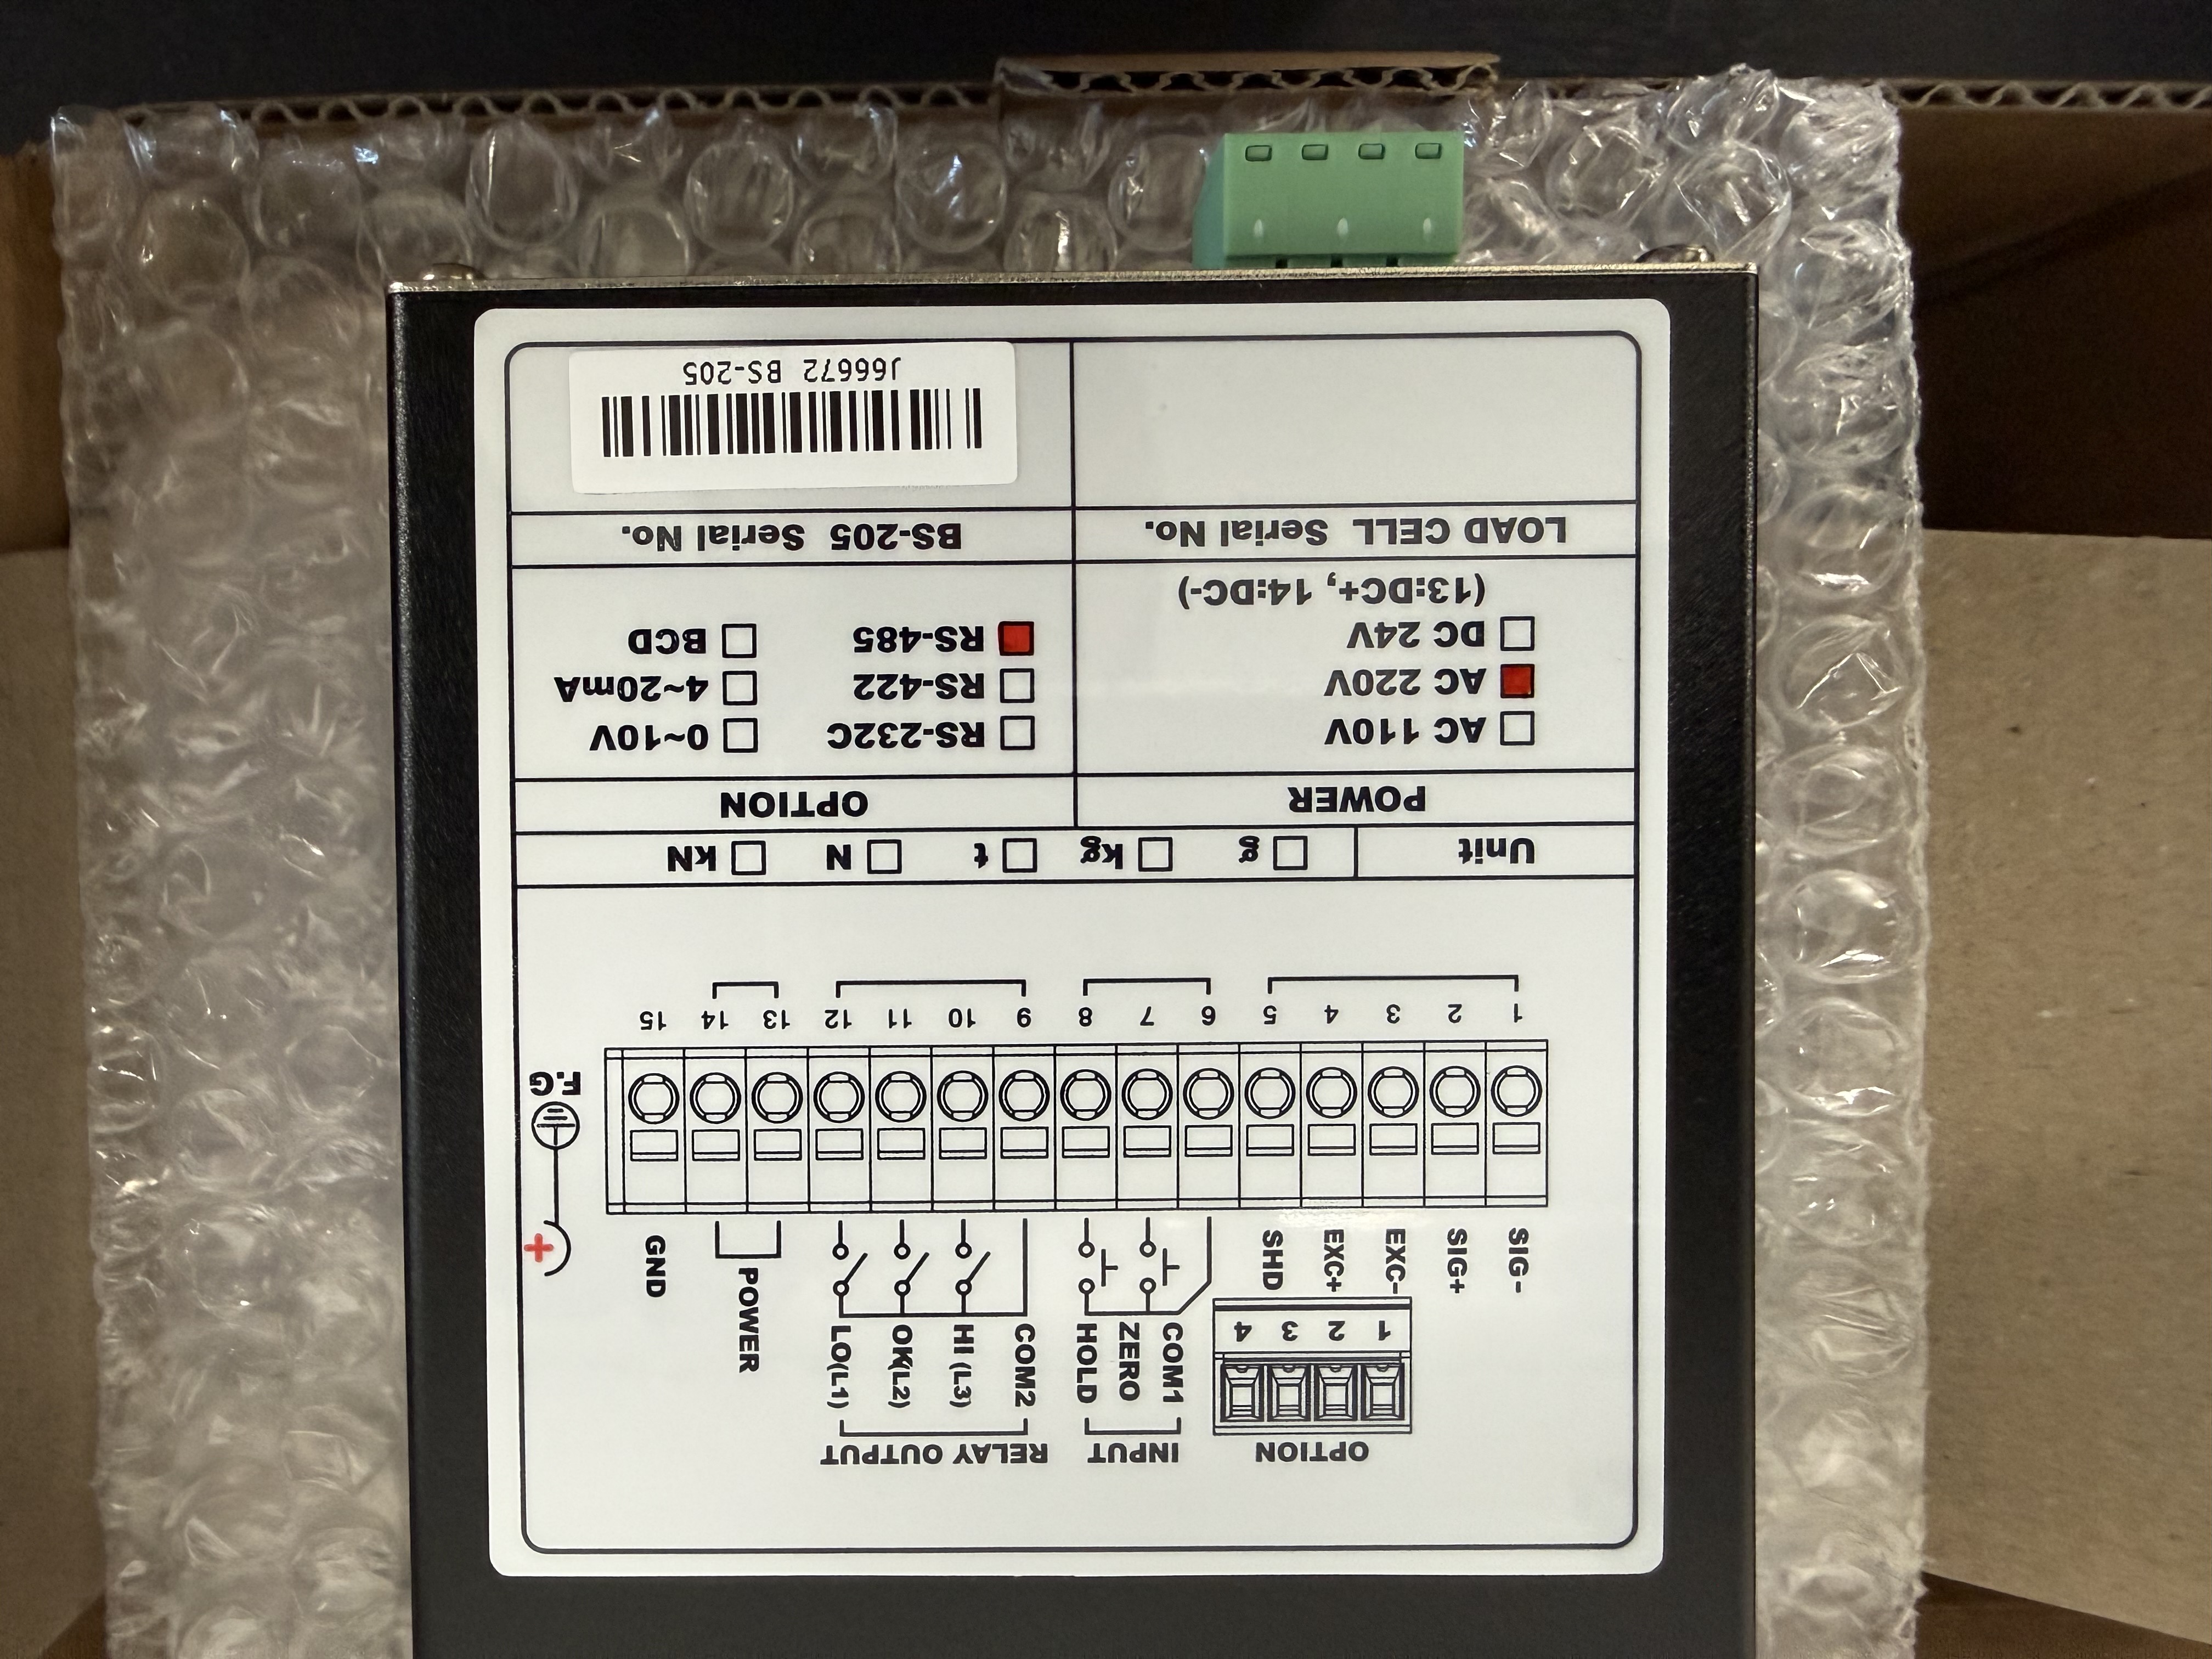 OPTION INPUT RELAY OUTPUT
1 2 3 4
COM1 ZERO HOLD COM2 HI (L3) OK(L2) LO(L1) POWER
SIG- SIG+ EXC- EXC+ SHD GND
F.G
1 2 3 4 5 6 7 8 9 10 11 12 13 14 15
Unit g kg t N kN
POWER OPTION
AC 110V RS-232C 0~10V
AC 220V RS-422 4~20mA
DC 24V RS-485 BCD
(13:DC+, 14:DC-)
LOAD CELL Serial No. BS-205 Serial No.
J66672 BS-205